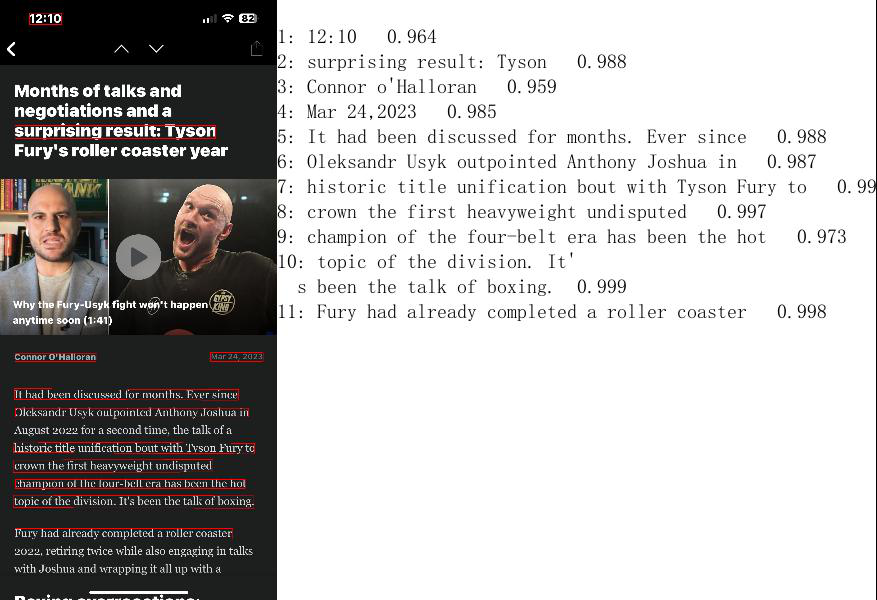 12:10
82
Months of talks and
negotiations and a
surprising result: Tyson
Fury's roller coaster year
GYPSY
KING
Why the Fury-Usyk fight won't happen
anytime soon (1:41)
Connor O'Halloran
Mar 24, 2023
It had been discussed for months. Ever since
Oleksandr Usyk outpointed Anthony Joshua in
August 2022 for a second time, the talk of a
historic title unification bout with Tyson Fury to
crown the first heavyweight undisputed
champion of the four-belt era has been the hot
topic of the division. It's been the talk of boxing.
Fury had already completed a roller coaster
2022, retiring twice while also engaging in talks
with Joshua and wrapping it all up with a
1: 12:10 0.964
2: surprising result: Tyson 0.988
3: Connor o'Halloran 0.959
4: Mar 24,2023 0.985
5: It had been discussed for months. Ever since 0.988
6: Oleksandr Usyk outpointed Anthony Joshua in 0.987
7: historic title unification bout with Tyson Fury to 0.99
8: crown the first heavyweight undisputed 0.997
9: champion of the four-belt era has been the hot 0.973
10: topic of the division. It'
s been the talk of boxing. 0.999
11: Fury had already completed a roller coaster 0.998